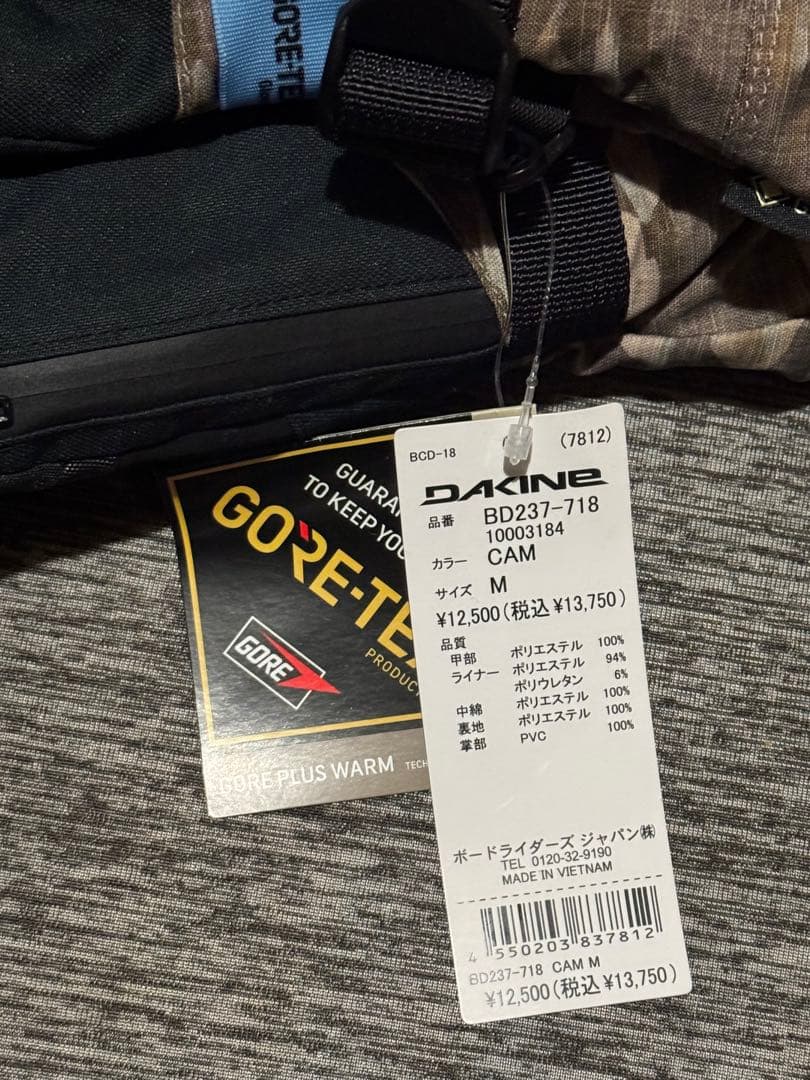 GORE-TE
GUARAN
TO KEEP YOU
GORE-TEX
PRODUCT
GORE
GORE PLUS WARM TECH
BCD-18
(7812)
DAKINE
品番 BD237-718
10003184
カラー CAM
サイズ M
¥12,500(税込¥13,750)
品質
甲部 ポリエステル 100%
ライナー ポリエステル 94%
ポリウレタン 6%
中綿 ポリエステル 100%
裏地 ポリエステル 100%
掌部 PVC 100%
ボードライダーズ ジャパン㈱
TEL 0120-32-9190
MADE IN VIETNAM
4 550203 837812
BD237-718 CAM M
¥12,500(税込¥13,750)